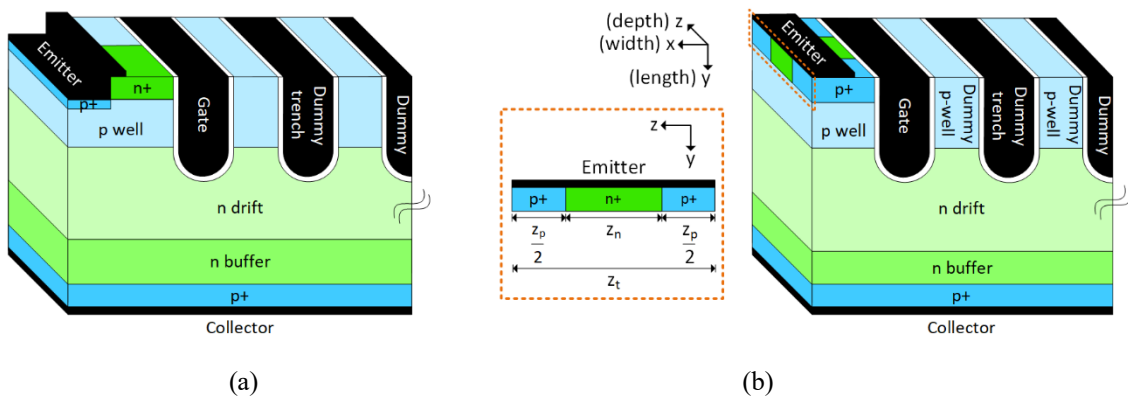 Emitter
n+
p+
p well
Gate
Dummy
trench
Dummy
n drift
n buffer
p+
Collector
(a)
(depth) z
(width) x
(length) y
z
y
Emitter
p+ n+ p+
zp/2 zn zp/2
zt
Emitter
p+
p well
Gate
Dummy
p-well
Dummy
trench
Dummy
p-well
Dummy
n drift
n buffer
p+
Collector
(b)